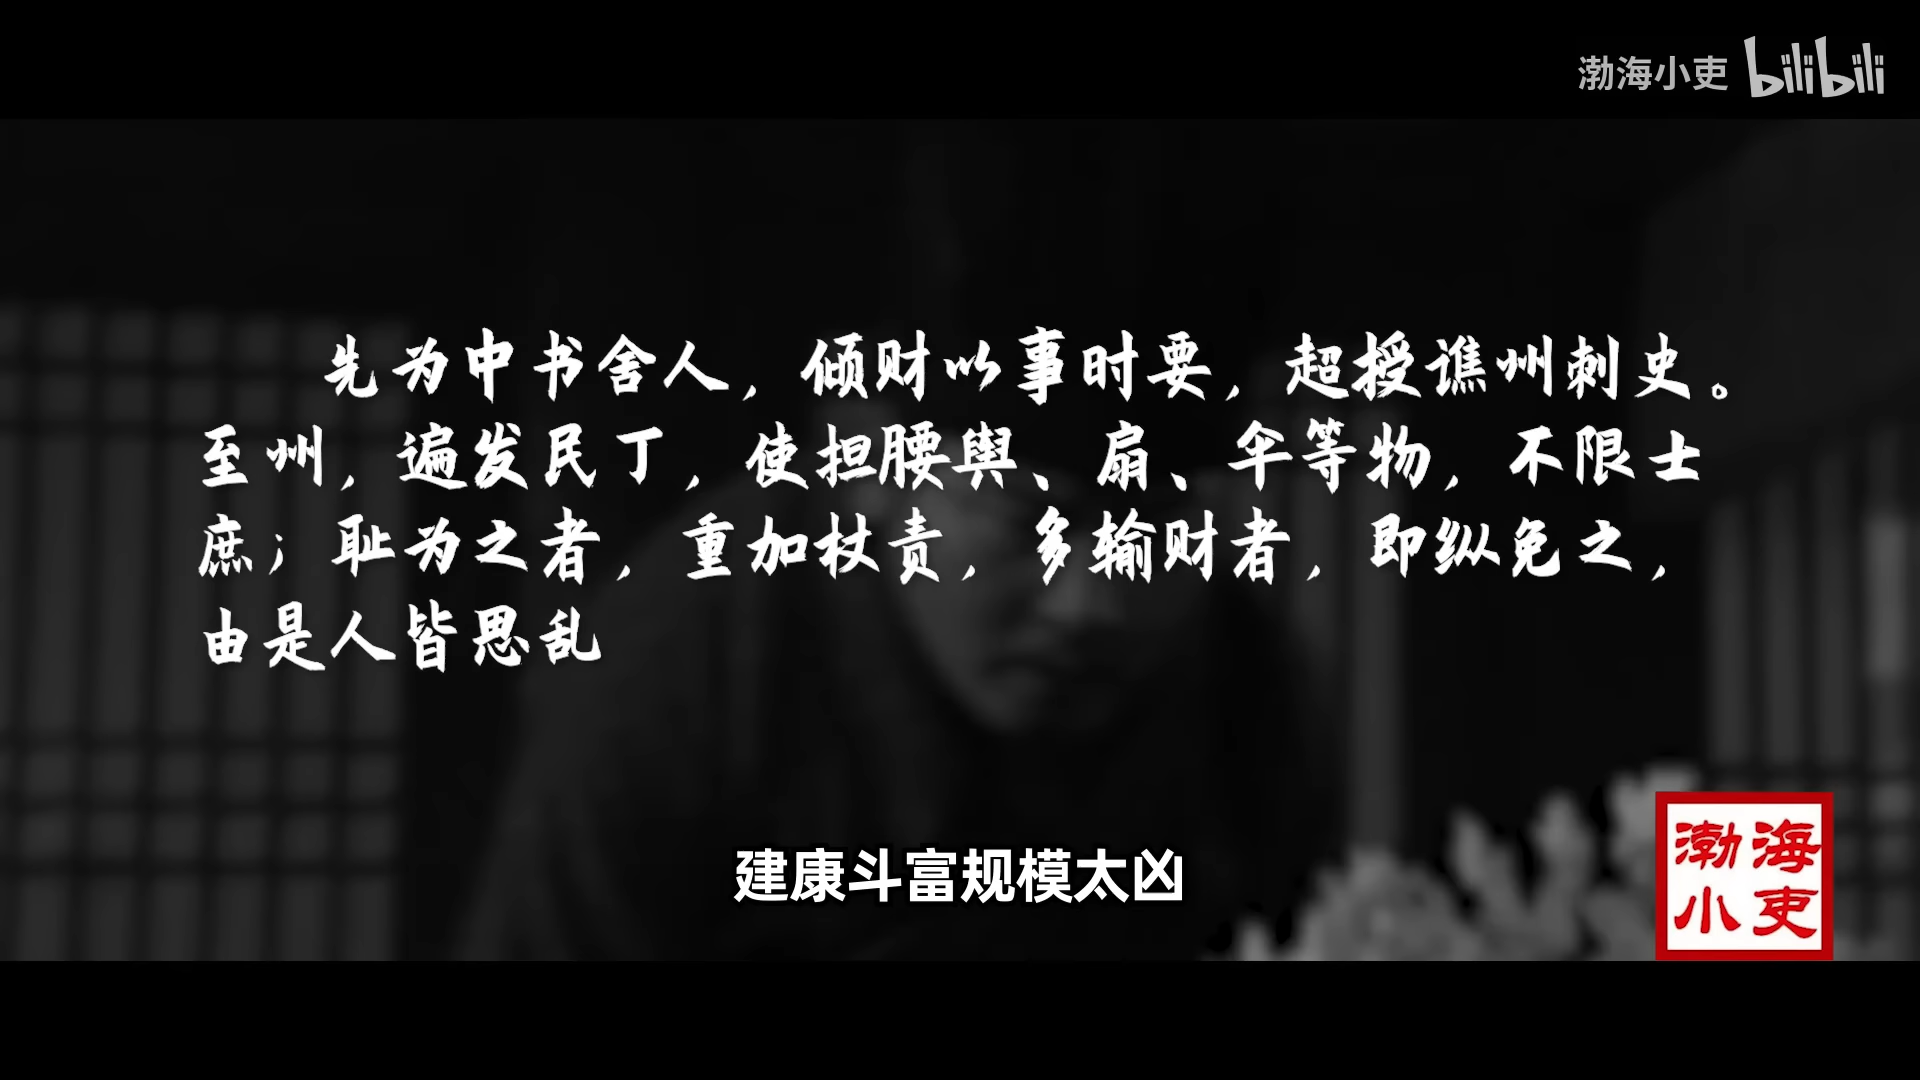 渤海小吏 bilibili
先为中书舍人，倾财以事时要，超授谯州刺史。
至州，遍发民丁，使担腰舆、扇、伞等物，不限士
庶；耻为之者，重加杖责，多输财者，即纵免之，
由是人皆思乱
建康斗富规模太凶
渤海
小吏